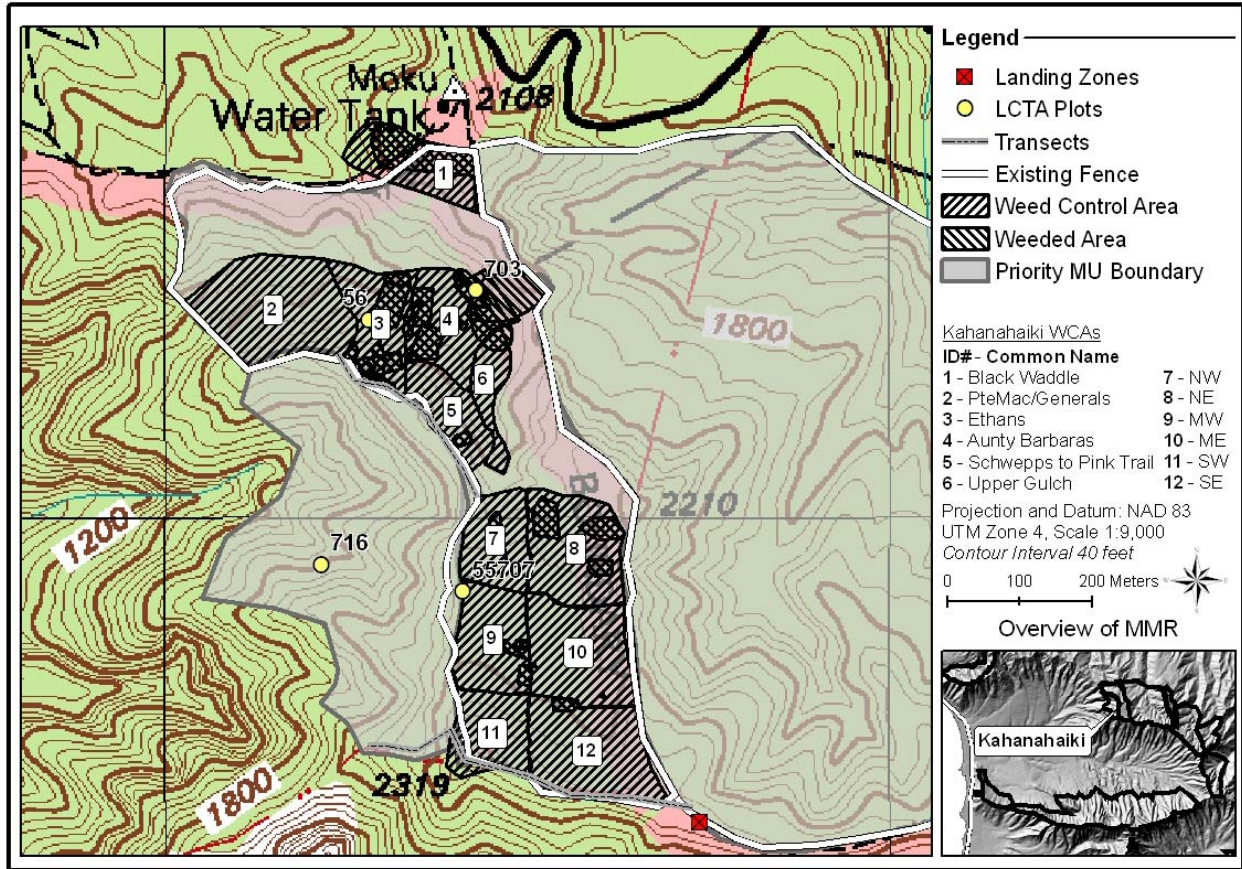 Moku
Water Tank
2108
1
703
56
2
3
4
1800
6
5
B
2210
1200
716
7
8
55707
9
10
11
12
2319
1800
Legend
Landing Zones
LCTA Plots
Transects
Existing Fence
Weed Control Area
Weeded Area
Priority MU Boundary
Kahanahaiki WCAs
ID# - Common Name
1 - Black Waddle
2 - PteMac/Generals
3 - Ethans
4 - Aunty Barbaras
5 - Schwepps to Pink Trail
6 - Upper Gulch
7 - NW
8 - NE
9 - MW
10 - ME
11 - SW
12 - SE
Projection and Datum: NAD 83
UTM Zone 4, Scale 1:9,000
Contour Interval 40 feet
0 100 200 Meters
Overview of MMR
Kahanahaiki